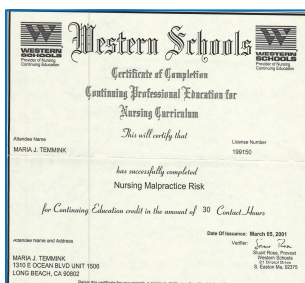 WESTERN
SCHOOLS
Provider of Nursing
Continuing Education
Western Schools
WESTERN
SCHOOLS
Provider of Nursing
Continuing Education
Certificate of Completion
Continuing Professional Education for
Nursing Curriculum
This will certify that
Attendee Name
License Number
MARIA J. TEMMINK
199150
has successfully completed
Nursing Malpractice Risk
for Continuing Education credit in the amount of 30 Contact Hours
Date Of Issuance: March 05, 2001
Verifier:
Stuart Rose, Provost
Western Schools
21 Bristol Drive
S. Easton Ma, 02375
Attendee name and Address
MARIA J. TEMMINK
1310 E OCEAN BLVD UNIT 1506
LONG BEACH, CA 90802